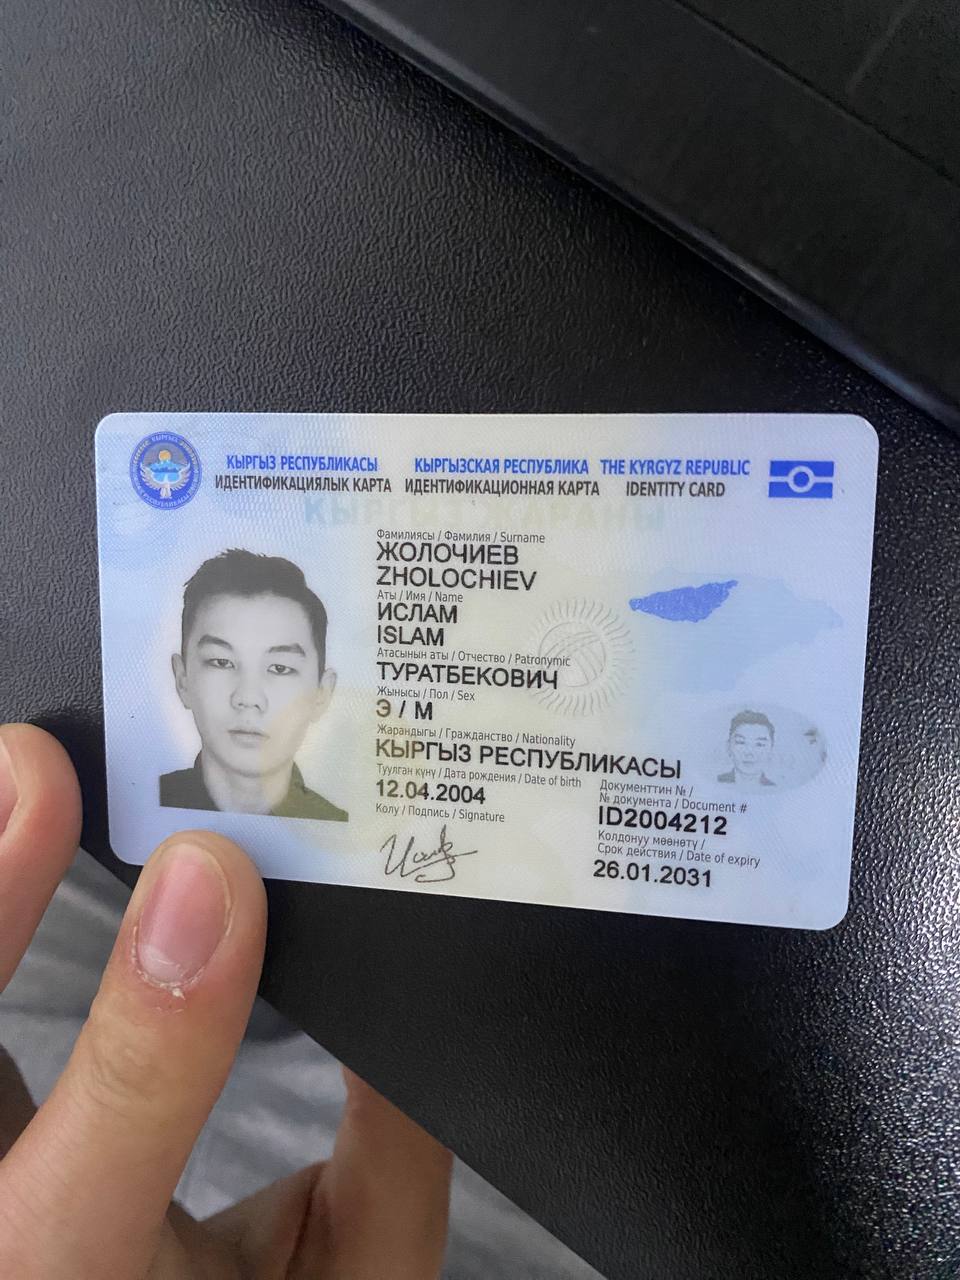 КЫРГЫЗ РЕСПУБЛИКАСЫ КЫРГЫЗСКАЯ РЕСПУБЛИКА THE KYRGYZ REPUBLIC
ИДЕНТИФИКАЦИЯЛЫК КАРТА ИДЕНТИФИКАЦИОННАЯ КАРТА IDENTITY CARD
КЫРГЫЗ ЖАРАНЫ
Фамилиясы / Фамилия / Surname
ЖОЛОЧИЕВ
ZHOLOCHIEV
Аты / Имя / Name
ИСЛАМ
ISLAM
Атасынын аты / Отчество / Patronymic
ТУРАТБЕКОВИЧ
Жынысы / Пол / Sex
Э / М
Жарандыгы / Гражданство / Nationality
КЫРГЫЗ РЕСПУБЛИКАСЫ
Туулган күнү / Дата рождения / Date of birth
12.04.2004
Колу / Подпись / Signature
Документтин № /
№ документа / Document #
ID2004212
Колдонуу мөөнөтү /
Срок действия / Date of expiry
26.01.2031